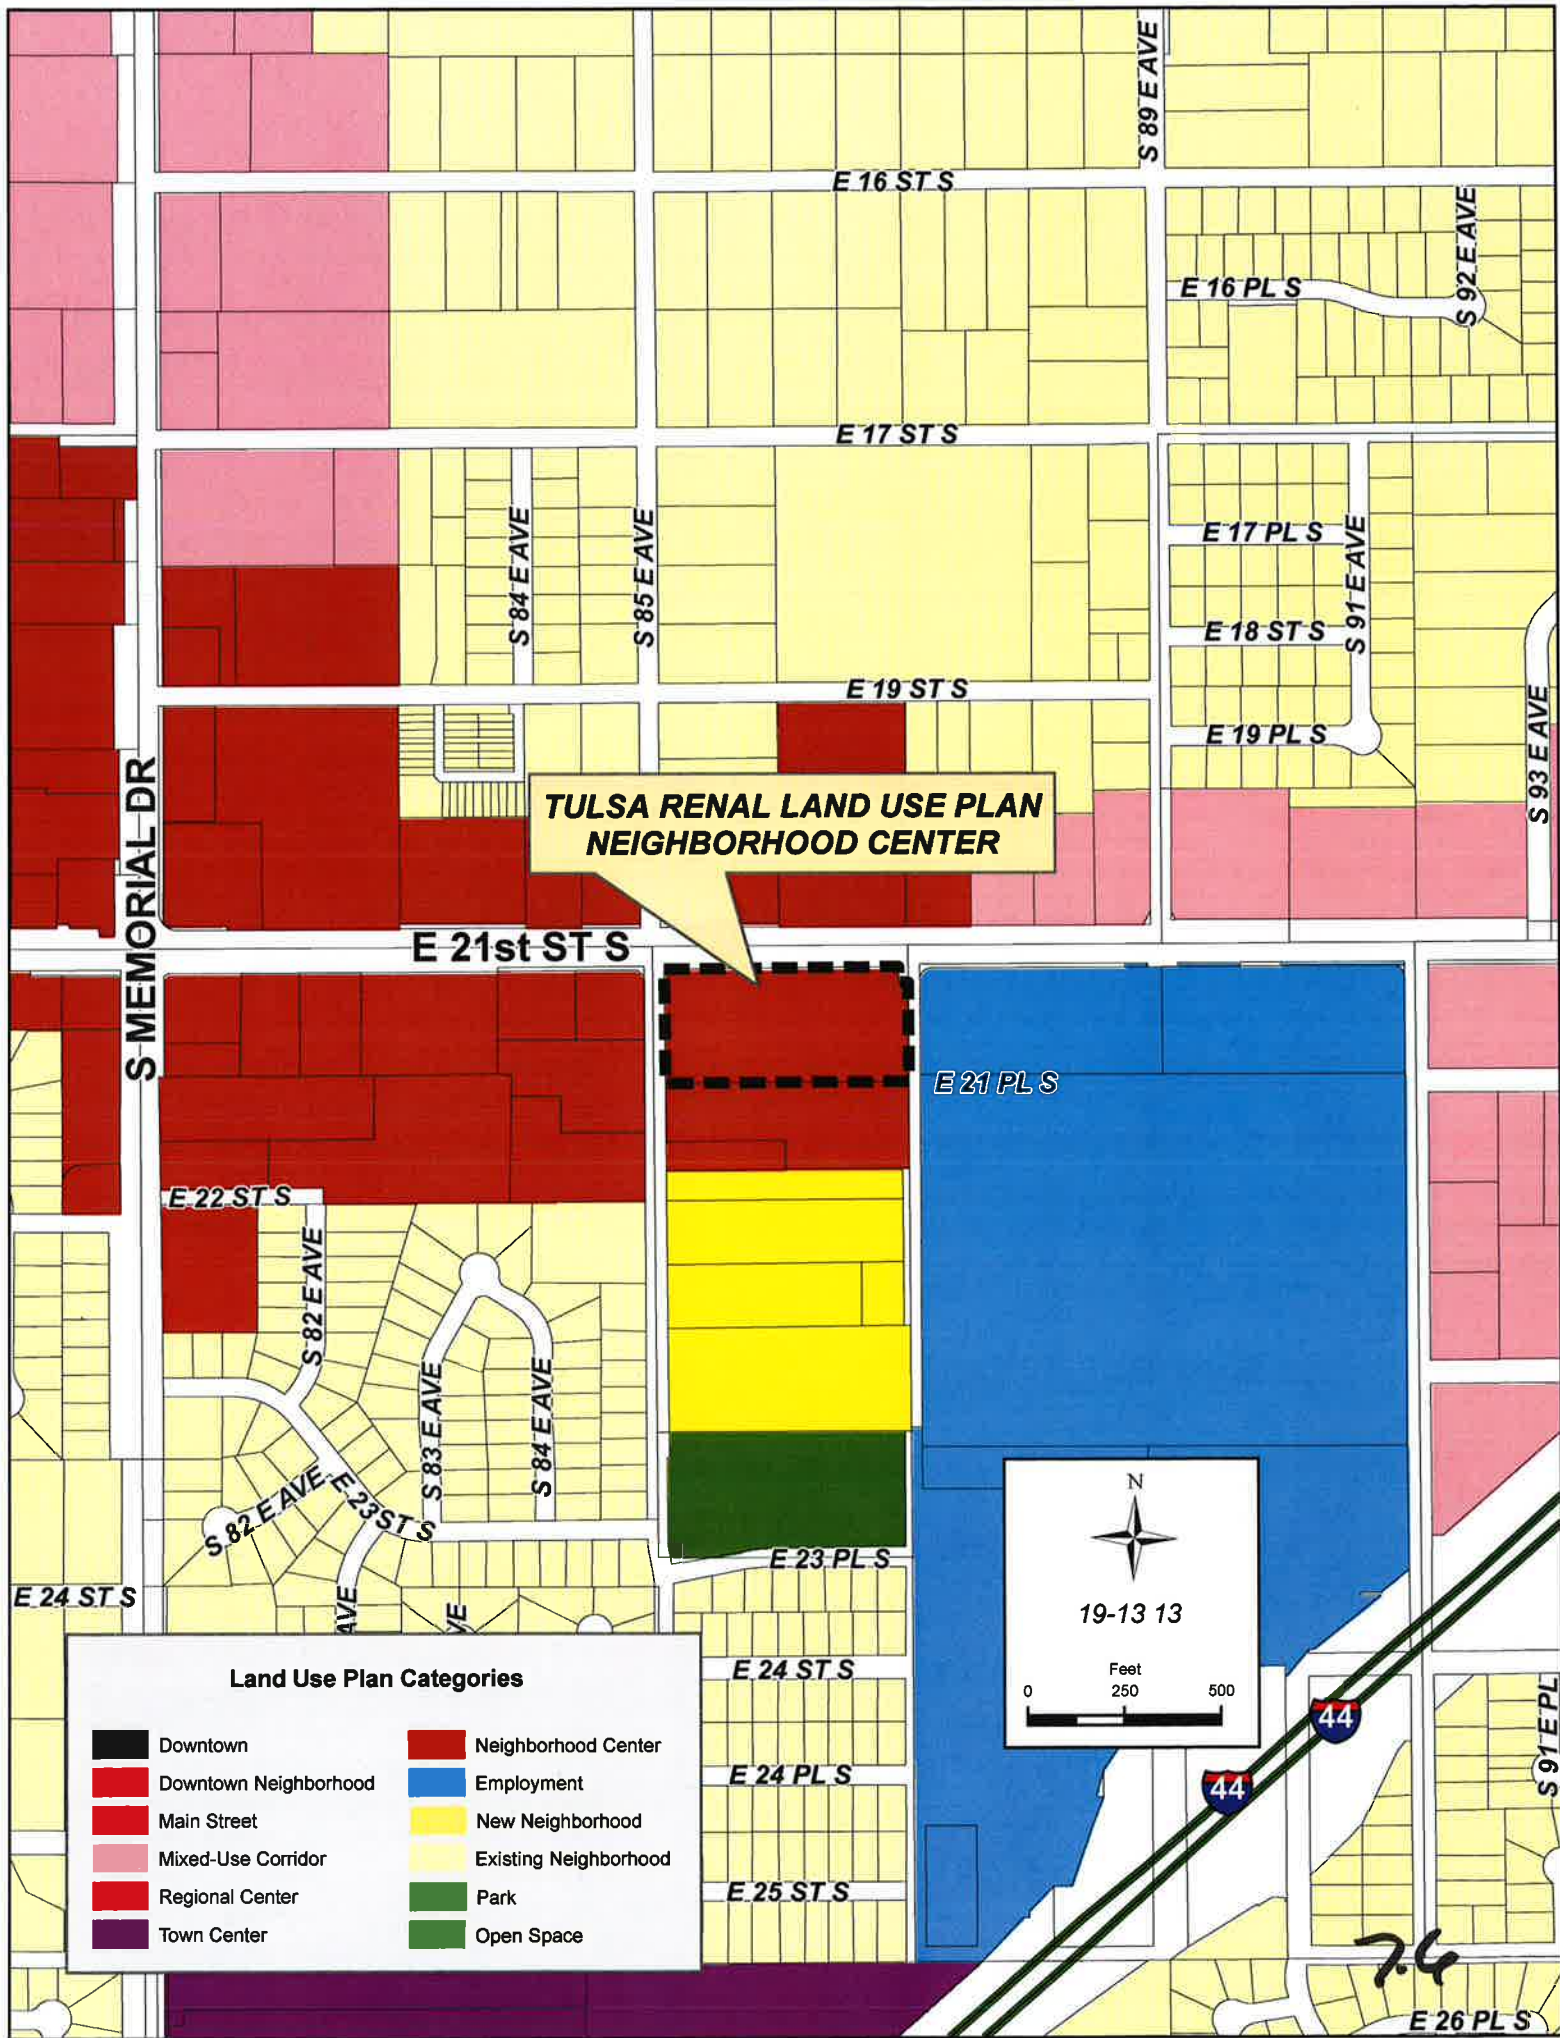 S 89 E AVE
E 16 ST S
S 92 E AVE
E 16 PL S
E 17 ST S
S 84 E AVE
S 85 E AVE
E 17 PL S
S 91 E AVE
E 18 ST S
E 19 ST S
E 19 PL S
S 93 E AVE
S MEMORIAL DR
TULSA RENAL LAND USE PLAN
NEIGHBORHOOD CENTER
E 21st ST S
E 21 PL S
E 22 ST S
S 82 E AVE
S 83 E AVE
S 84 E AVE
S 82 E AVE
E 23 ST S
E 23 PL S
E 24 ST S
AVE
VE
N
19-13 13
Feet
0 250 500
E 24 ST S
E 24 PL S
E 25 ST S
44
44
S 91 E PL
Land Use Plan Categories
Downtown
Downtown Neighborhood
Main Street
Mixed-Use Corridor
Regional Center
Town Center
Neighborhood Center
Employment
New Neighborhood
Existing Neighborhood
Park
Open Space
7.6
E 26 PL S